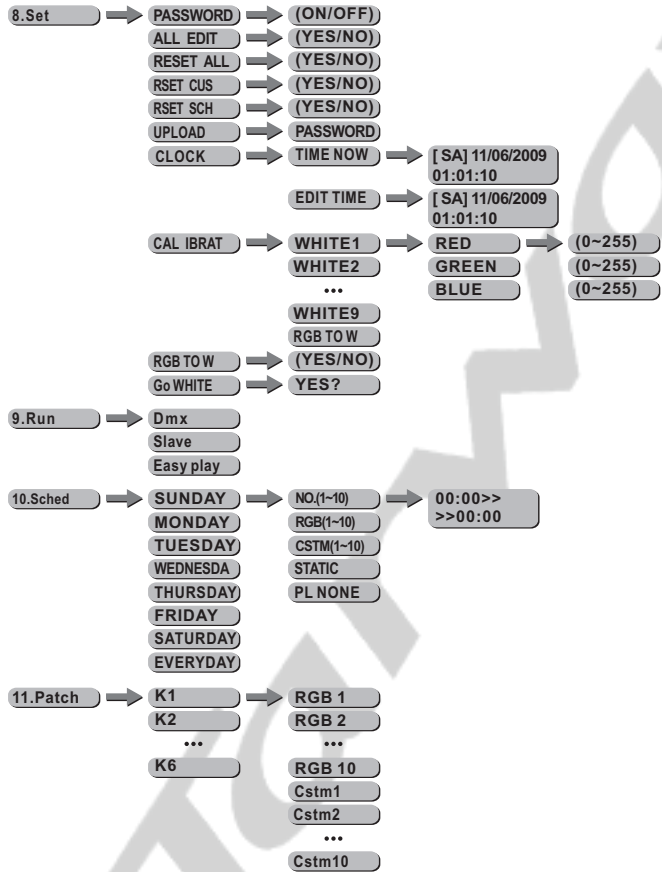 8.Set PASSWORD (ON/OFF)
ALL EDIT (YES/NO)
RESET ALL (YES/NO)
RSET CUS (YES/NO)
RSET SCH (YES/NO)
UPLOAD PASSWORD
CLOCK TIME NOW [ SA] 11/06/2009
01:01:10
EDIT TIME [ SA] 11/06/2009
01:01:10
CAL IBRAT WHITE1 RED (0~255)
WHITE2 GREEN (0~255)
... BLUE (0~255)
WHITE9
RGB TO W
RGB TO W (YES/NO)
Go WHITE YES?
9.Run Dmx
Slave
Easy play
10.Sched SUNDAY NO.(1~10) 00:00>>
>>00:00
MONDAY RGB(1~10)
TUESDAY CSTM(1~10)
WEDNESDA STATIC
THURSDAY PL NONE
FRIDAY
SATURDAY
EVERYDAY
11.Patch K1 RGB 1
K2 RGB 2
... ...
K6 RGB 10
Cstm1
Cstm2
...
Cstm10